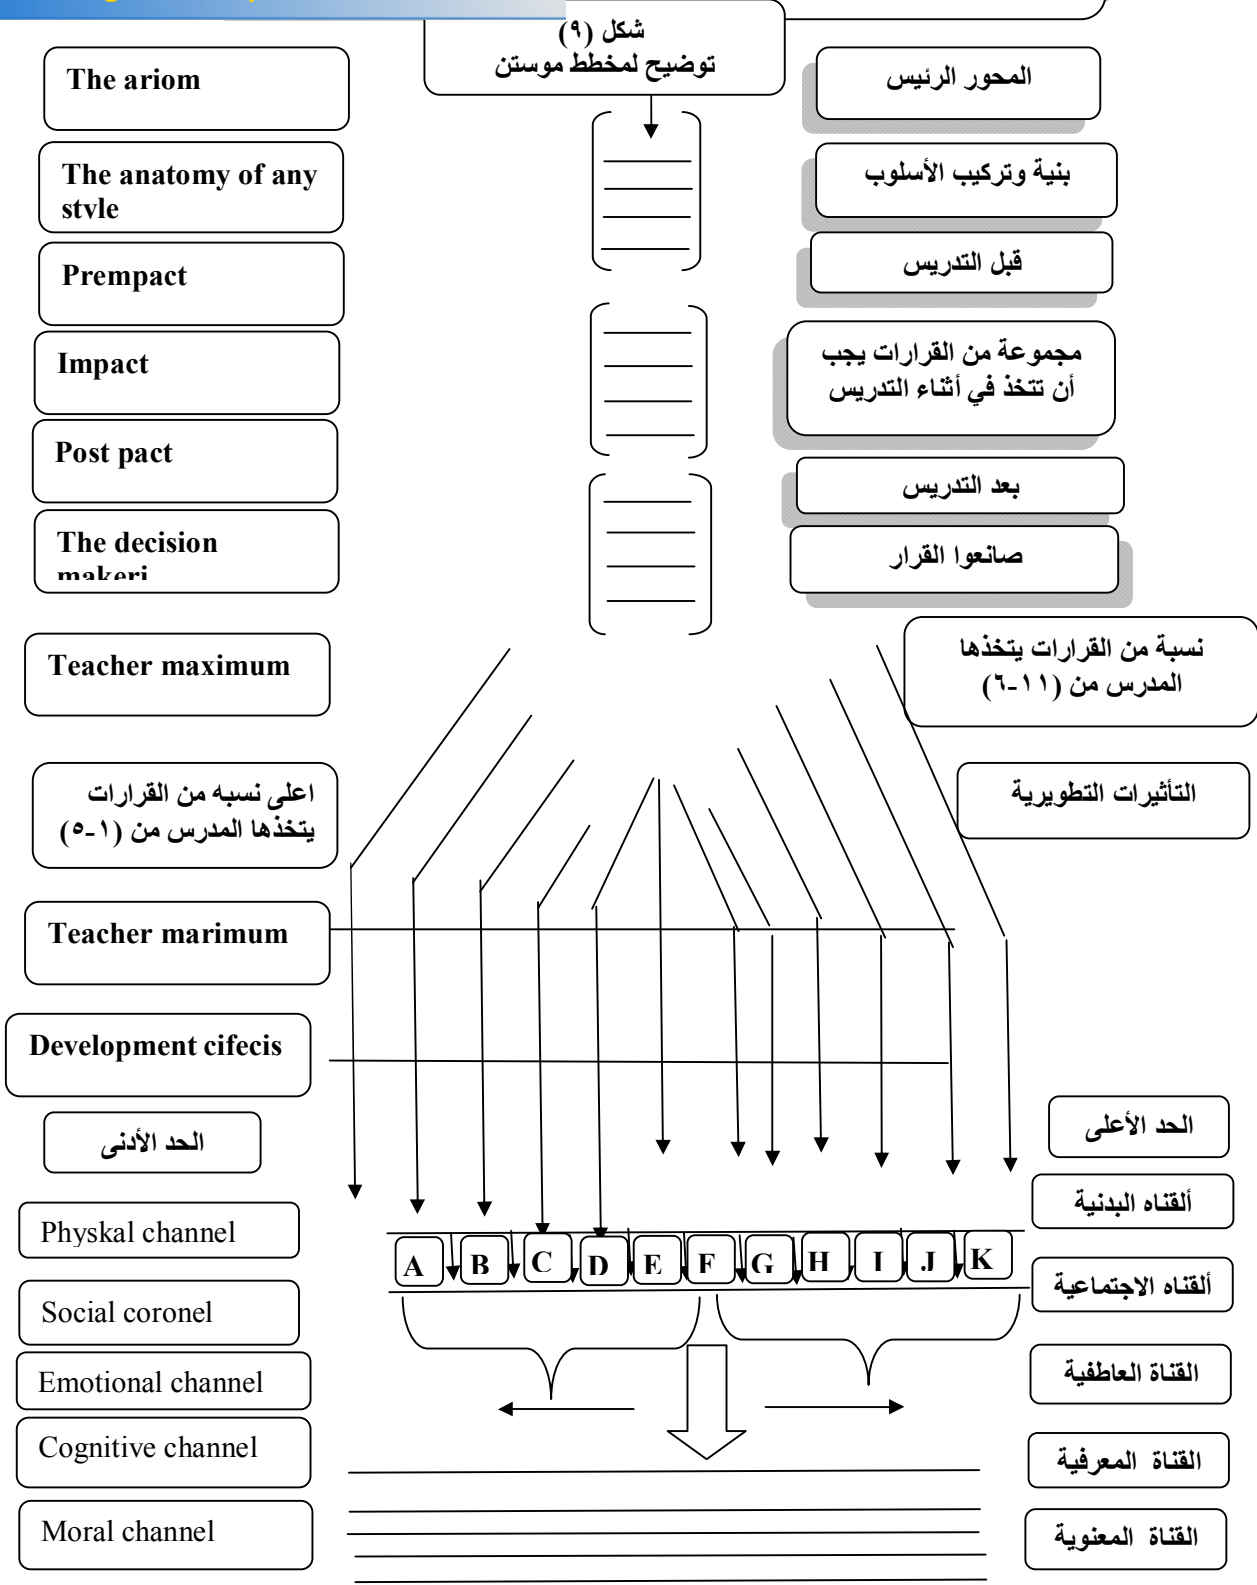 شكل (٩)
توضيح لمخطط موستن
The ariom
المحور الرئيس
The anatomy of any
style
بنية وتركيب الأسلوب
Prempact
قبل التدريس
Impact
مجموعة من القرارات يجب
أن تتخذ في أثناء التدريس
Post pact
بعد التدريس
The decision
makeri
صانعوا القرار
Teacher maximum
نسبة من القرارات يتخذها
المدرس من (١١-٦)
اعلى نسبه من القرارات
يتخذها المدرس من (١-٥)
التأثيرات التطويرية
Teacher marimum
Development cifecis
الحد الأدنى
الحد الأعلى
Physkal channel
ألقناه البدنية
A B C D E F G H I J K
Social coronel
ألقناه الاجتماعية
Emotional channel
القناة العاطفية
Cognitive channel
القناة المعرفية
Moral channel
القناة المعنوية